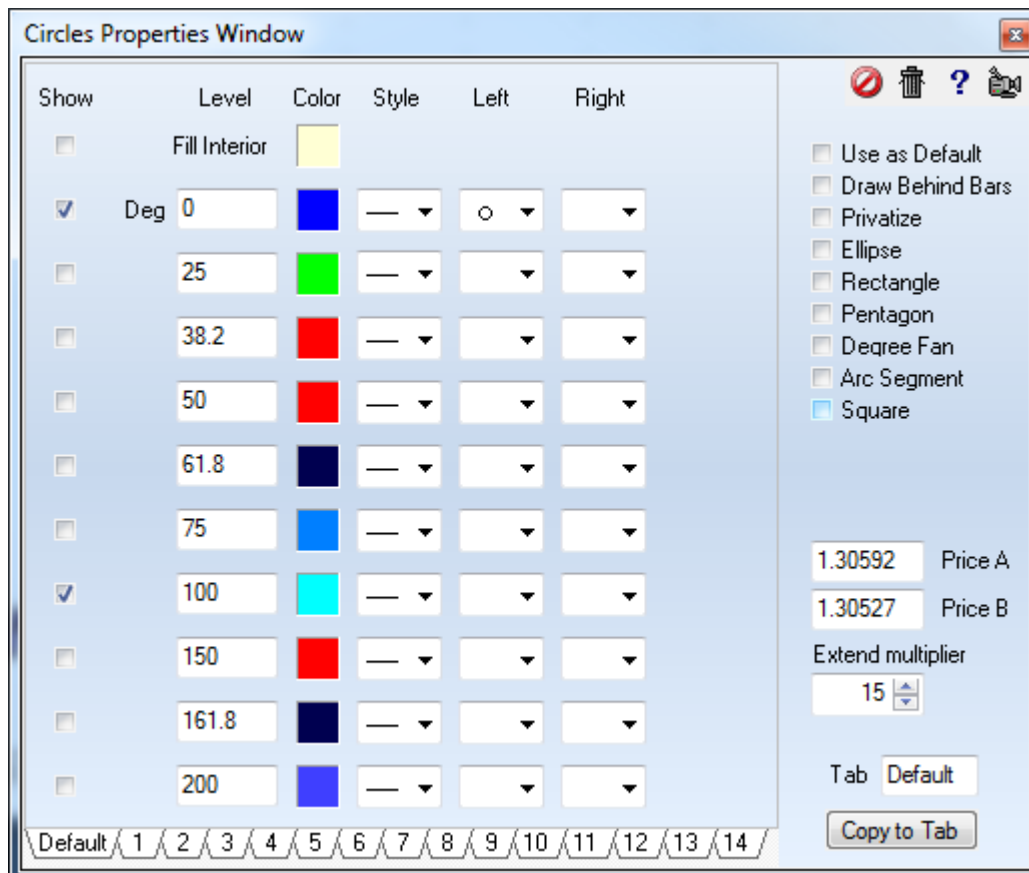 Circles Properties Window
Show Level Color Style Left Right
Fill Interior
Deg 0
25
38.2
50
61.8
75
100
150
161.8
200
Default 1 2 3 4 5 6 7 8 9 10 11 12 13 14
?
Use as Default
Draw Behind Bars
Privatize
Ellipse
Rectangle
Pentagon
Degree Fan
Arc Segment
Square
1.30592 Price A
1.30527 Price B
Extend multiplier
15
Tab Default
Copy to Tab